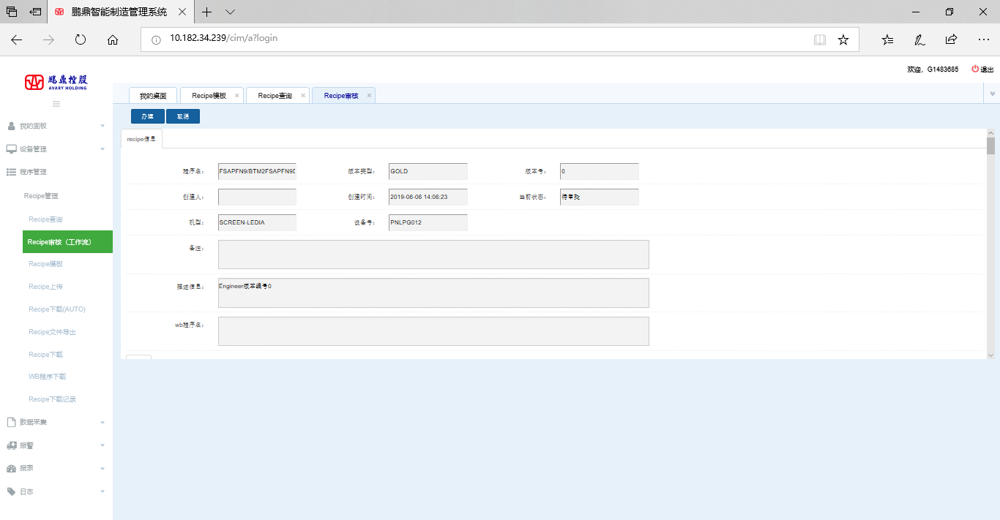 鹏鼎智能制造管理系统
10.182.34.239/cim/a?login
鹏鼎控股
AVARY HOLDING
欢迎，G1483685 退出
我的桌面 Recipe模板 Recipe查询 Recipe审核
办理 取消
recipe信息
程序名： FSAPFN9/BTM2FSAPFN9D 版本类型： GOLD 版本号： 0
创建人： 创建时间： 2019-06-06 14:06:23 当前状态： 待审批
机型： SCREEN-LEDIA 设备号： PNLPG012
备注：
描述信息： Engineer版本编号0
wb程序名：
我的面板
设备管理
程序管理
Recipe管理
Recipe查询
Recipe审核（工作流）
Recipe模板
Recipe上传
Recipe下载(AUTO)
Recipe文件导出
Recipe下载
WB程序下载
Recipe下载记录
数据采集
报警
报表
日志